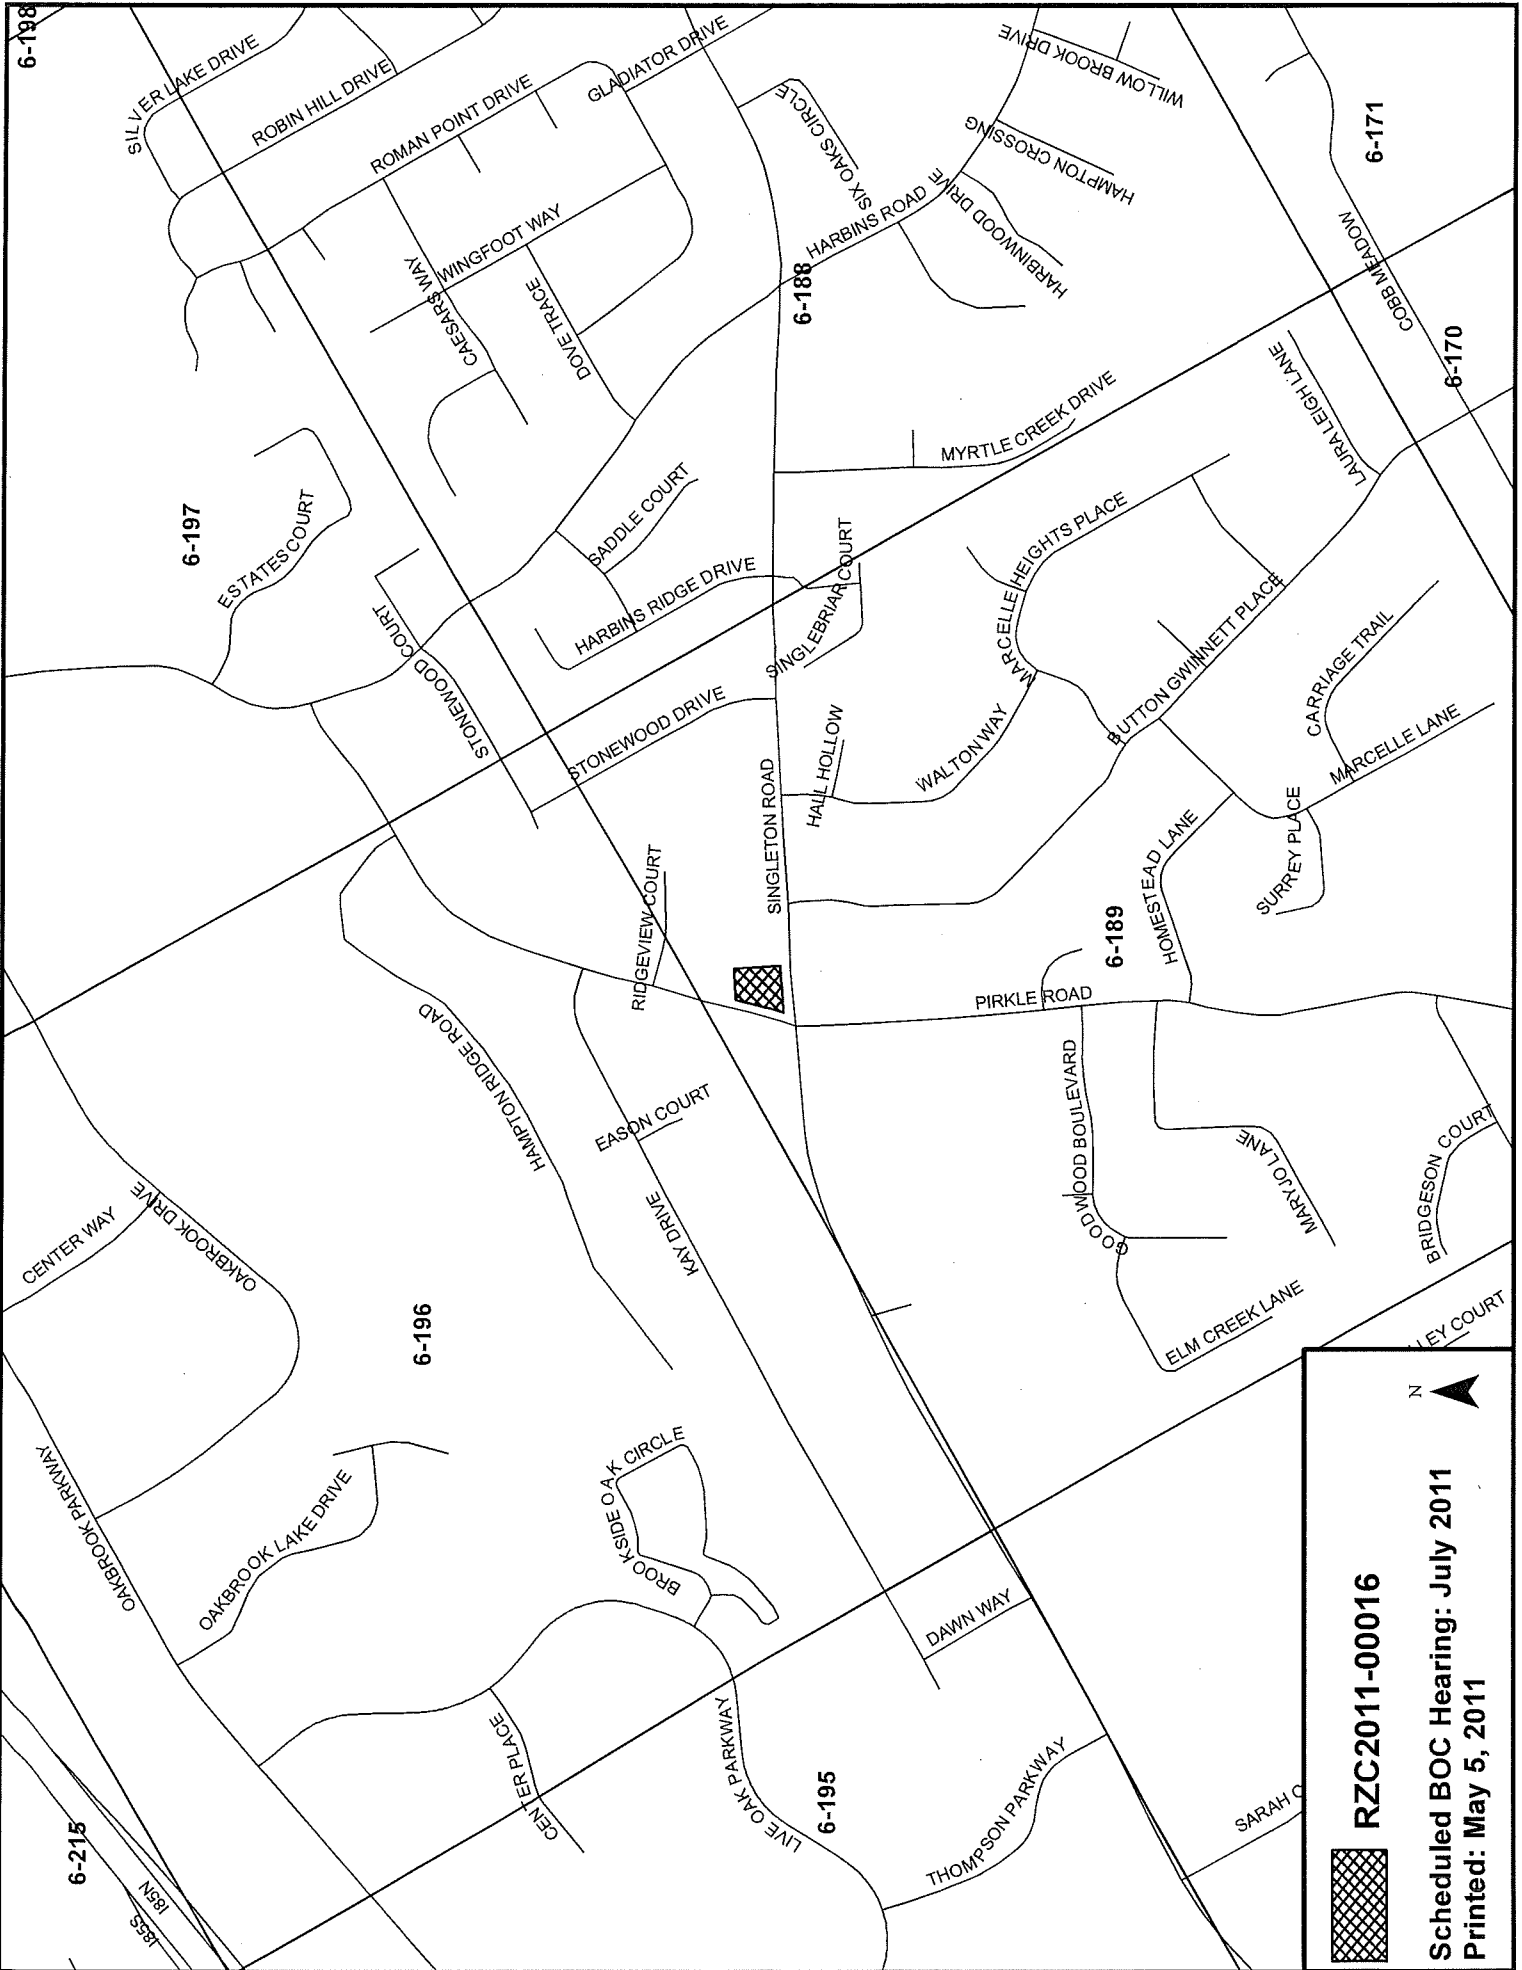 6-198
SILVER LAKE DRIVE
ROBIN HILL DRIVE
ROMAN POINT DRIVE
GLADIATOR DRIVE
WILLOW BROOK DRIVE
SIX OAKS CIRCLE
HAMPTON CROSSING
HARBINWOOD DRIVE
HARBINS ROAD
6-171
COBB MEADOW
6-170
WINGFOOT WAY
CAESARS WAY
DOVE TRACE
6-188
6-197
ESTATES COURT
SADDLE COURT
HARBINS RIDGE DRIVE
MYRTLE CREEK DRIVE
LAURA LEIGH LANE
STONEWOOD COURT
STONEWOOD DRIVE
SINGLEBRIAR COURT
MARCELLE HEIGHTS PLACE
BUTTON GWINNETT PLACE
CARRIAGE TRAIL
MARCELLE LANE
SINGLETON ROAD
HALL HOLLOW
WALTON WAY
SURREY PLACE
HOMESTEAD LANE
6-189
RIDGEVIEW COURT
PIRKLE ROAD
HAMPTON RIDGE ROAD
EASON COURT
KAY DRIVE
GOODWOOD BOULEVARD
MARY JO LANE
BRIDGESON COURT
ELM CREEK LANE
LLEY COURT
CENTER WAY
OAKBROOK DRIVE
6-196
OAKBROOK PARKWAY
OAKBROOK LAKE DRIVE
BROOKSIDE OAK CIRCLE
DAWN WAY
CENTER PLACE
LIVE OAK PARKWAY
6-195
THOMPSON PARKWAY
SARAH C
6-215
I85N
I85S
N
RZC2011-00016
Scheduled BOC Hearing: July 2011
Printed: May 5, 2011